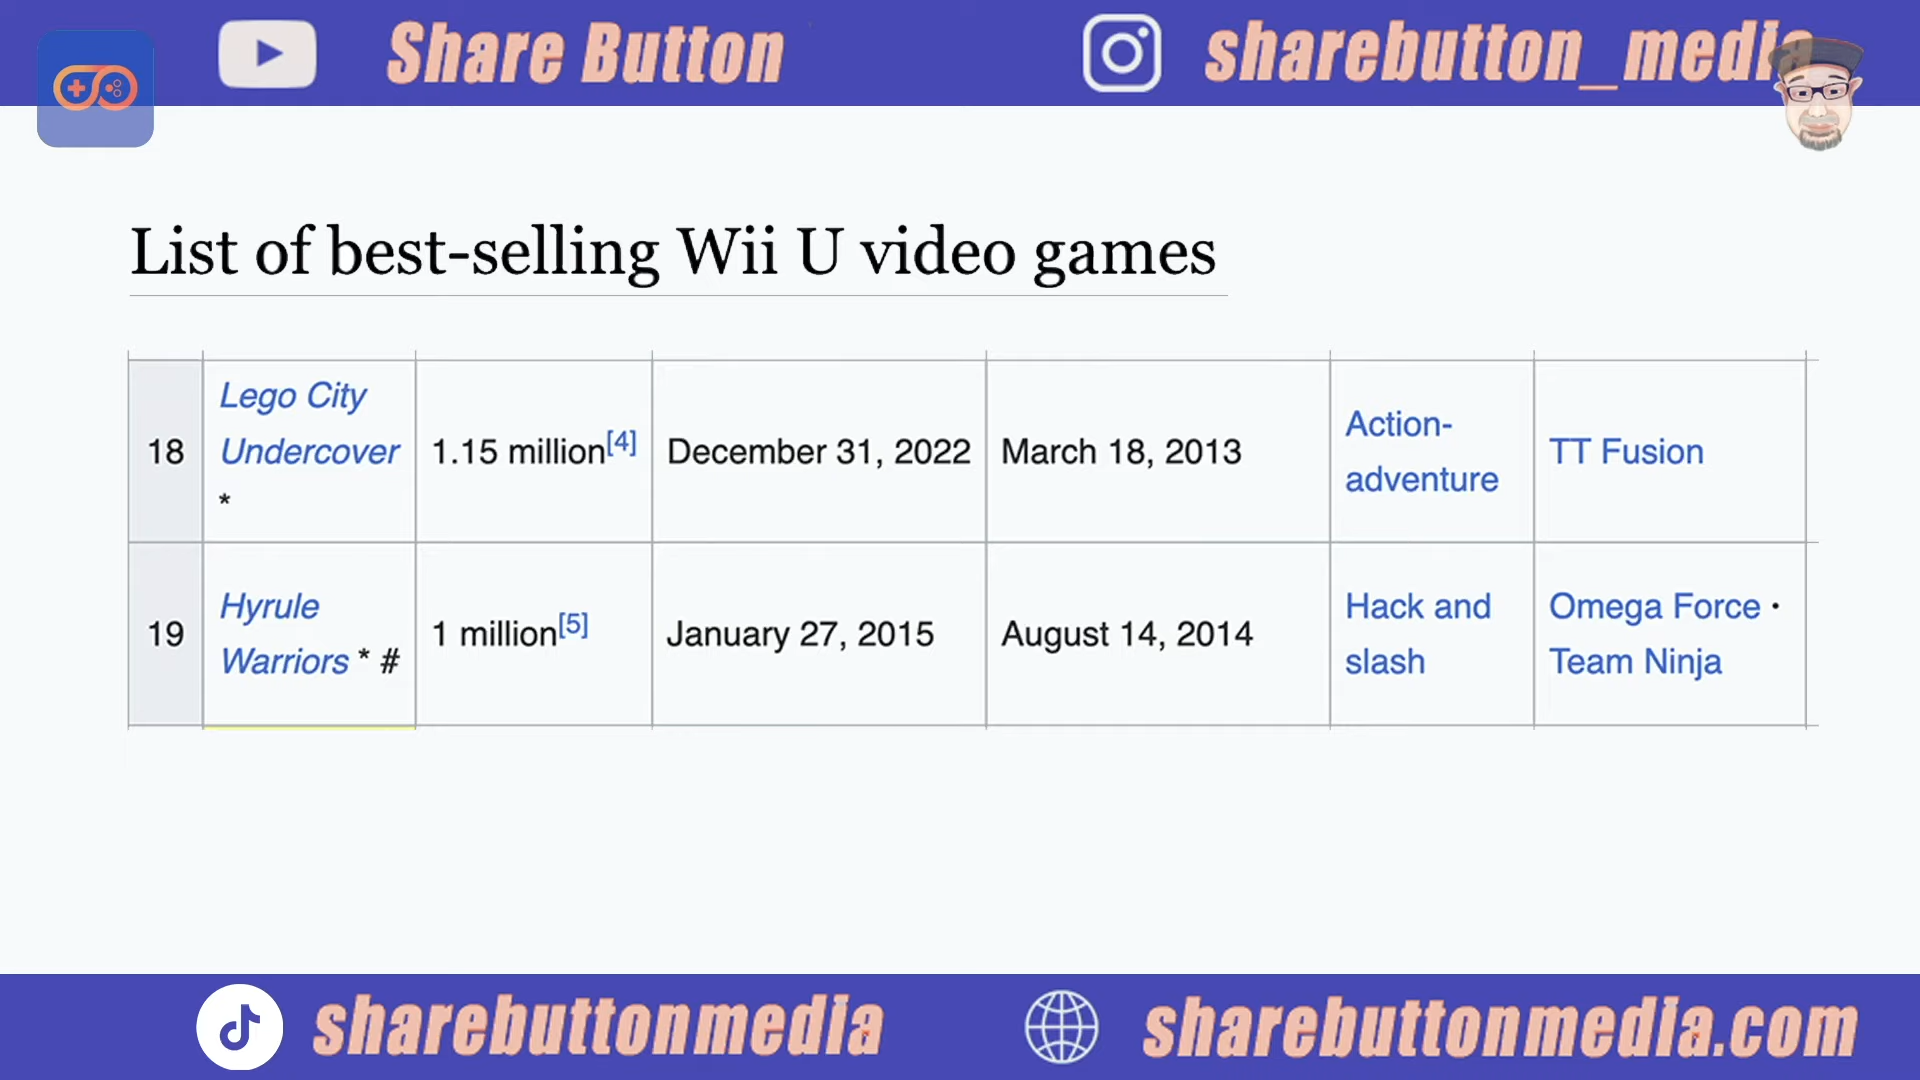 Share Button
sharebutton_media
List of best-selling Wii U video games
18
Lego City
Undercover
*
1.15 million[4]
December 31, 2022
March 18, 2013
Action-
adventure
TT Fusion
19
Hyrule
Warriors * #
1 million[5]
January 27, 2015
August 14, 2014
Hack and
slash
Omega Force •
Team Ninja
sharebuttonmedia
sharebuttonmedia.com